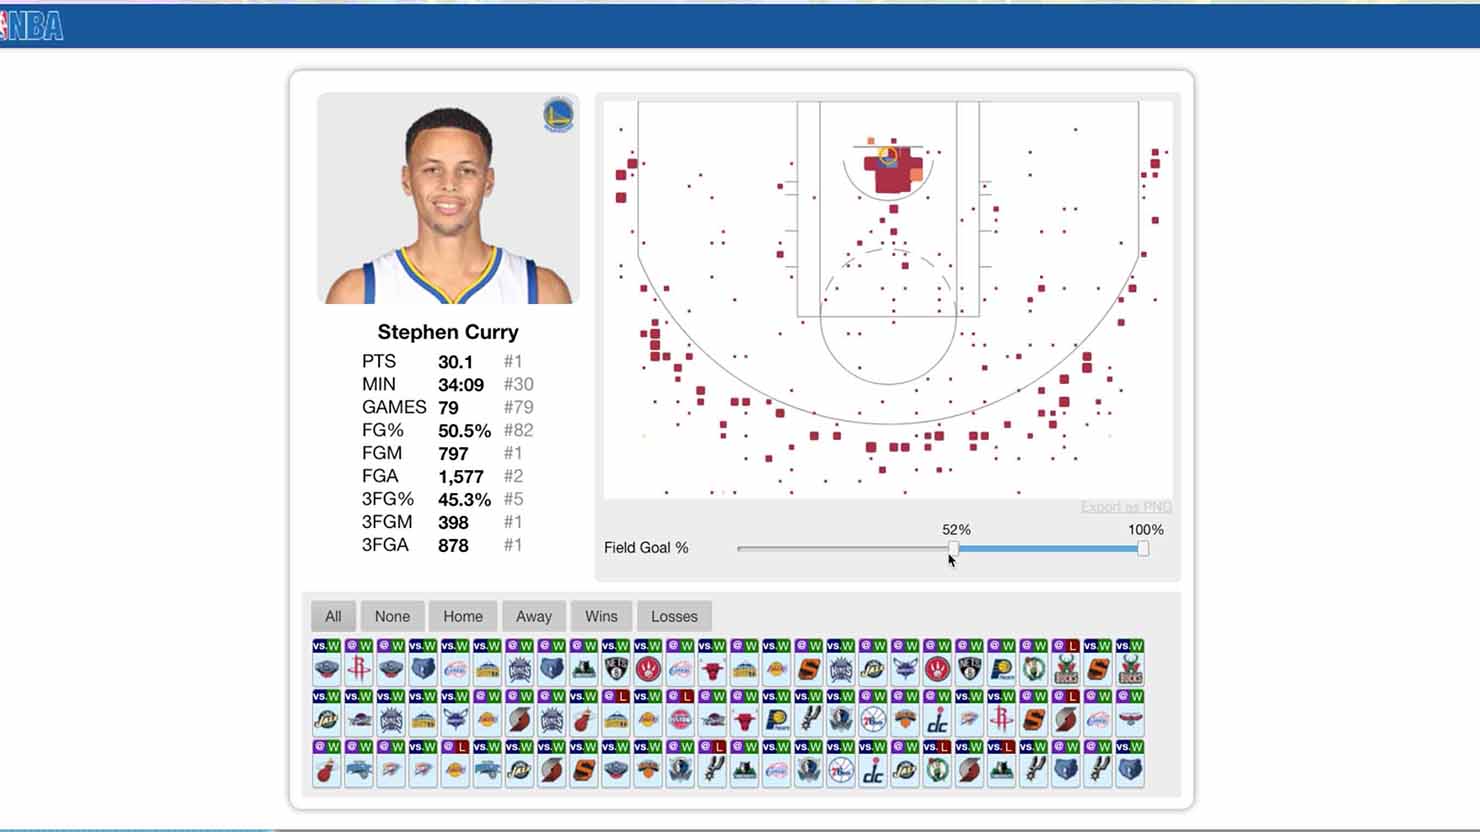 NBA
Stephen Curry
PTS 30.1 #1
MIN 34:09 #30
GAMES 79 #79
FG% 50.5% #82
FGM 797 #1
FGA 1,577 #2
3FG% 45.3% #5
3FGM 398 #1
3FGA 878 #1
Export as PNG
52% 100%
Field Goal %
All None Home Away Wins Losses
vs.W @W @W vs.W vs.W vs.W @W @W @W vs.W vs.W @W vs.W @W vs.W @W vs.W @W @W @W vs.W @W @W @L vs.W vs.W
vs.W vs.W vs.W vs.W vs.W @W @W @W vs.W @L vs.W @L @W @W vs.W vs.W vs.W @W @W @W vs.W vs.W @W @L @W @W
@W @W @W vs.W @L vs.W vs.W vs.W vs.W vs.W vs.W @W @L @W vs.W vs.W vs.W vs.W @W vs.L vs.W vs.L vs.W @W @W vs.W